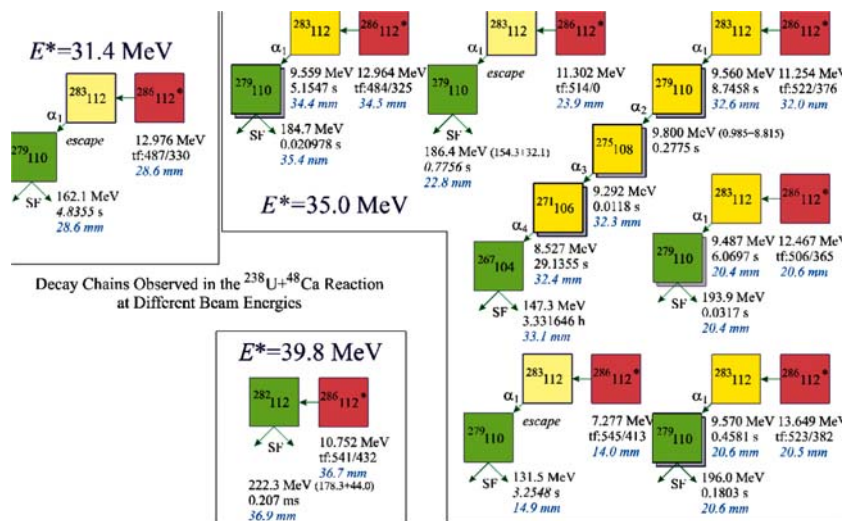 E*=31.4 MeV
²⁸³112
²⁸⁶112*
α₁
escape
12.976 MeV
tf:487/330
28.6 mm
²⁷⁹110
SF
162.1 MeV
4.8355 s
28.6 mm
E*=35.0 MeV
²⁸³112
²⁸⁶112*
α₁
9.559 MeV
5.1547 s
34.4 mm
12.964 MeV
tf:484/325
34.5 mm
²⁷⁹110
SF
184.7 MeV
0.020978 s
35.4 mm
²⁸³112
²⁸⁶112*
α₁
escape
11.302 MeV
tf:514/0
23.9 mm
²⁷⁹110
SF
186.4 MeV (154.3+32.1)
0.7756 s
22.8 mm
²⁸³112
²⁸⁶112*
α₁
9.560 MeV
8.7458 s
32.6 mm
11.254 MeV
tf:522/376
32.0 mm
²⁷⁹110
α₂
9.800 MeV (0.985–8.815)
0.2775 s
²⁷⁵108
α₃
9.292 MeV
0.0118 s
32.3 mm
²⁷¹106
α₄
8.527 MeV
29.1355 s
32.4 mm
²⁶⁷104
SF
147.3 MeV
3.331646 h
33.1 mm
²⁸³112
²⁸⁶112*
α₁
9.487 MeV
6.0697 s
20.4 mm
12.467 MeV
tf:506/365
20.6 mm
²⁷⁹110
SF
193.9 MeV
0.0317 s
20.4 mm
²⁸³112
²⁸⁶112*
α₁
escape
7.277 MeV
tf:545/413
14.0 mm
²⁷⁹110
SF
131.5 MeV
3.2548 s
14.9 mm
²⁸³112
²⁸⁶112*
α₁
9.570 MeV
0.4581 s
20.6 mm
13.649 MeV
tf:523/382
20.5 mm
²⁷⁹110
SF
196.0 MeV
0.1803 s
20.6 mm
Decay Chains Observed in the ²³⁸U+⁴⁸Ca Reaction
at Different Beam Energies
E*=39.8 MeV
²⁸²112
²⁸⁶112*
SF
10.752 MeV
tf:541/432
36.7 mm
222.3 MeV (178.3+44.0)
0.207 ms
36.9 mm